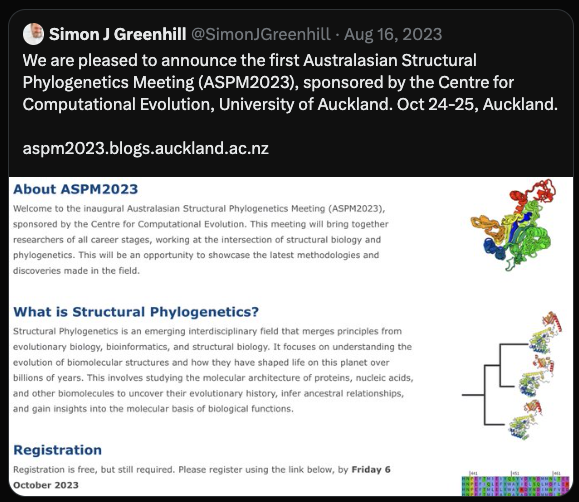 Simon J Greenhill @SimonJGreenhill · Aug 16, 2023
We are pleased to announce the first Australasian Structural
Phylogenetics Meeting (ASPM2023), sponsored by the Centre for
Computational Evolution, University of Auckland. Oct 24-25, Auckland.
aspm2023.blogs.auckland.ac.nz
About ASPM2023
Welcome to the inaugural Australasian Structural Phylogenetics Meeting (ASPM2023),
sponsored by the Centre for Computational Evolution. This meeting will bring together
researchers of all career stages, working at the intersection of structural biology and
phylogenetics. This will be an opportunity to showcase the latest methodologies and
discoveries made in the field.
What is Structural Phylogenetics?
Structural Phylogenetics is an emerging interdisciplinary field that merges principles from
evolutionary biology, bioinformatics, and structural biology. It focuses on understanding the
evolution of biomolecular structures and how they have shaped life on this planet over
billions of years. This involves studying the molecular architecture of proteins, nucleic acids,
and other biomolecules to uncover their evolutionary history, infer ancestral relationships,
and gain insights into the molecular basis of biological functions.
Registration
Registration is free, but still required. Please register using the link below, by Friday 6
October 2023